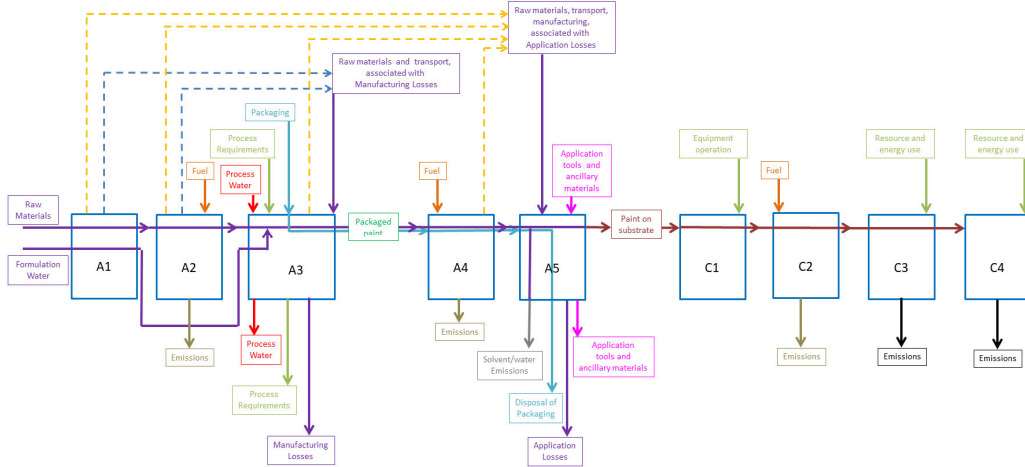 Raw materials, transport,
manufacturing,
associated with
Application Losses
Raw materials and transport,
associated with
Manufacturing Losses
Packaging
Process
Requirements
Fuel
Process
Water
Fuel
Application
tools and
ancillary
materials
Equipment
operation
Fuel
Resource and
energy use
Resource and
energy use
Raw
Materials
Formulation
Water
Packaged
paint
Paint on
substrate
A1
A2
A3
A4
A5
C1
C2
C3
C4
Emissions
Process
Water
Process
Requirements
Manufacturing
Losses
Emissions
Solvent/water
Emissions
Application
tools and
ancillary materials
Disposal of
Packaging
Application
Losses
Emissions
Emissions
Emissions